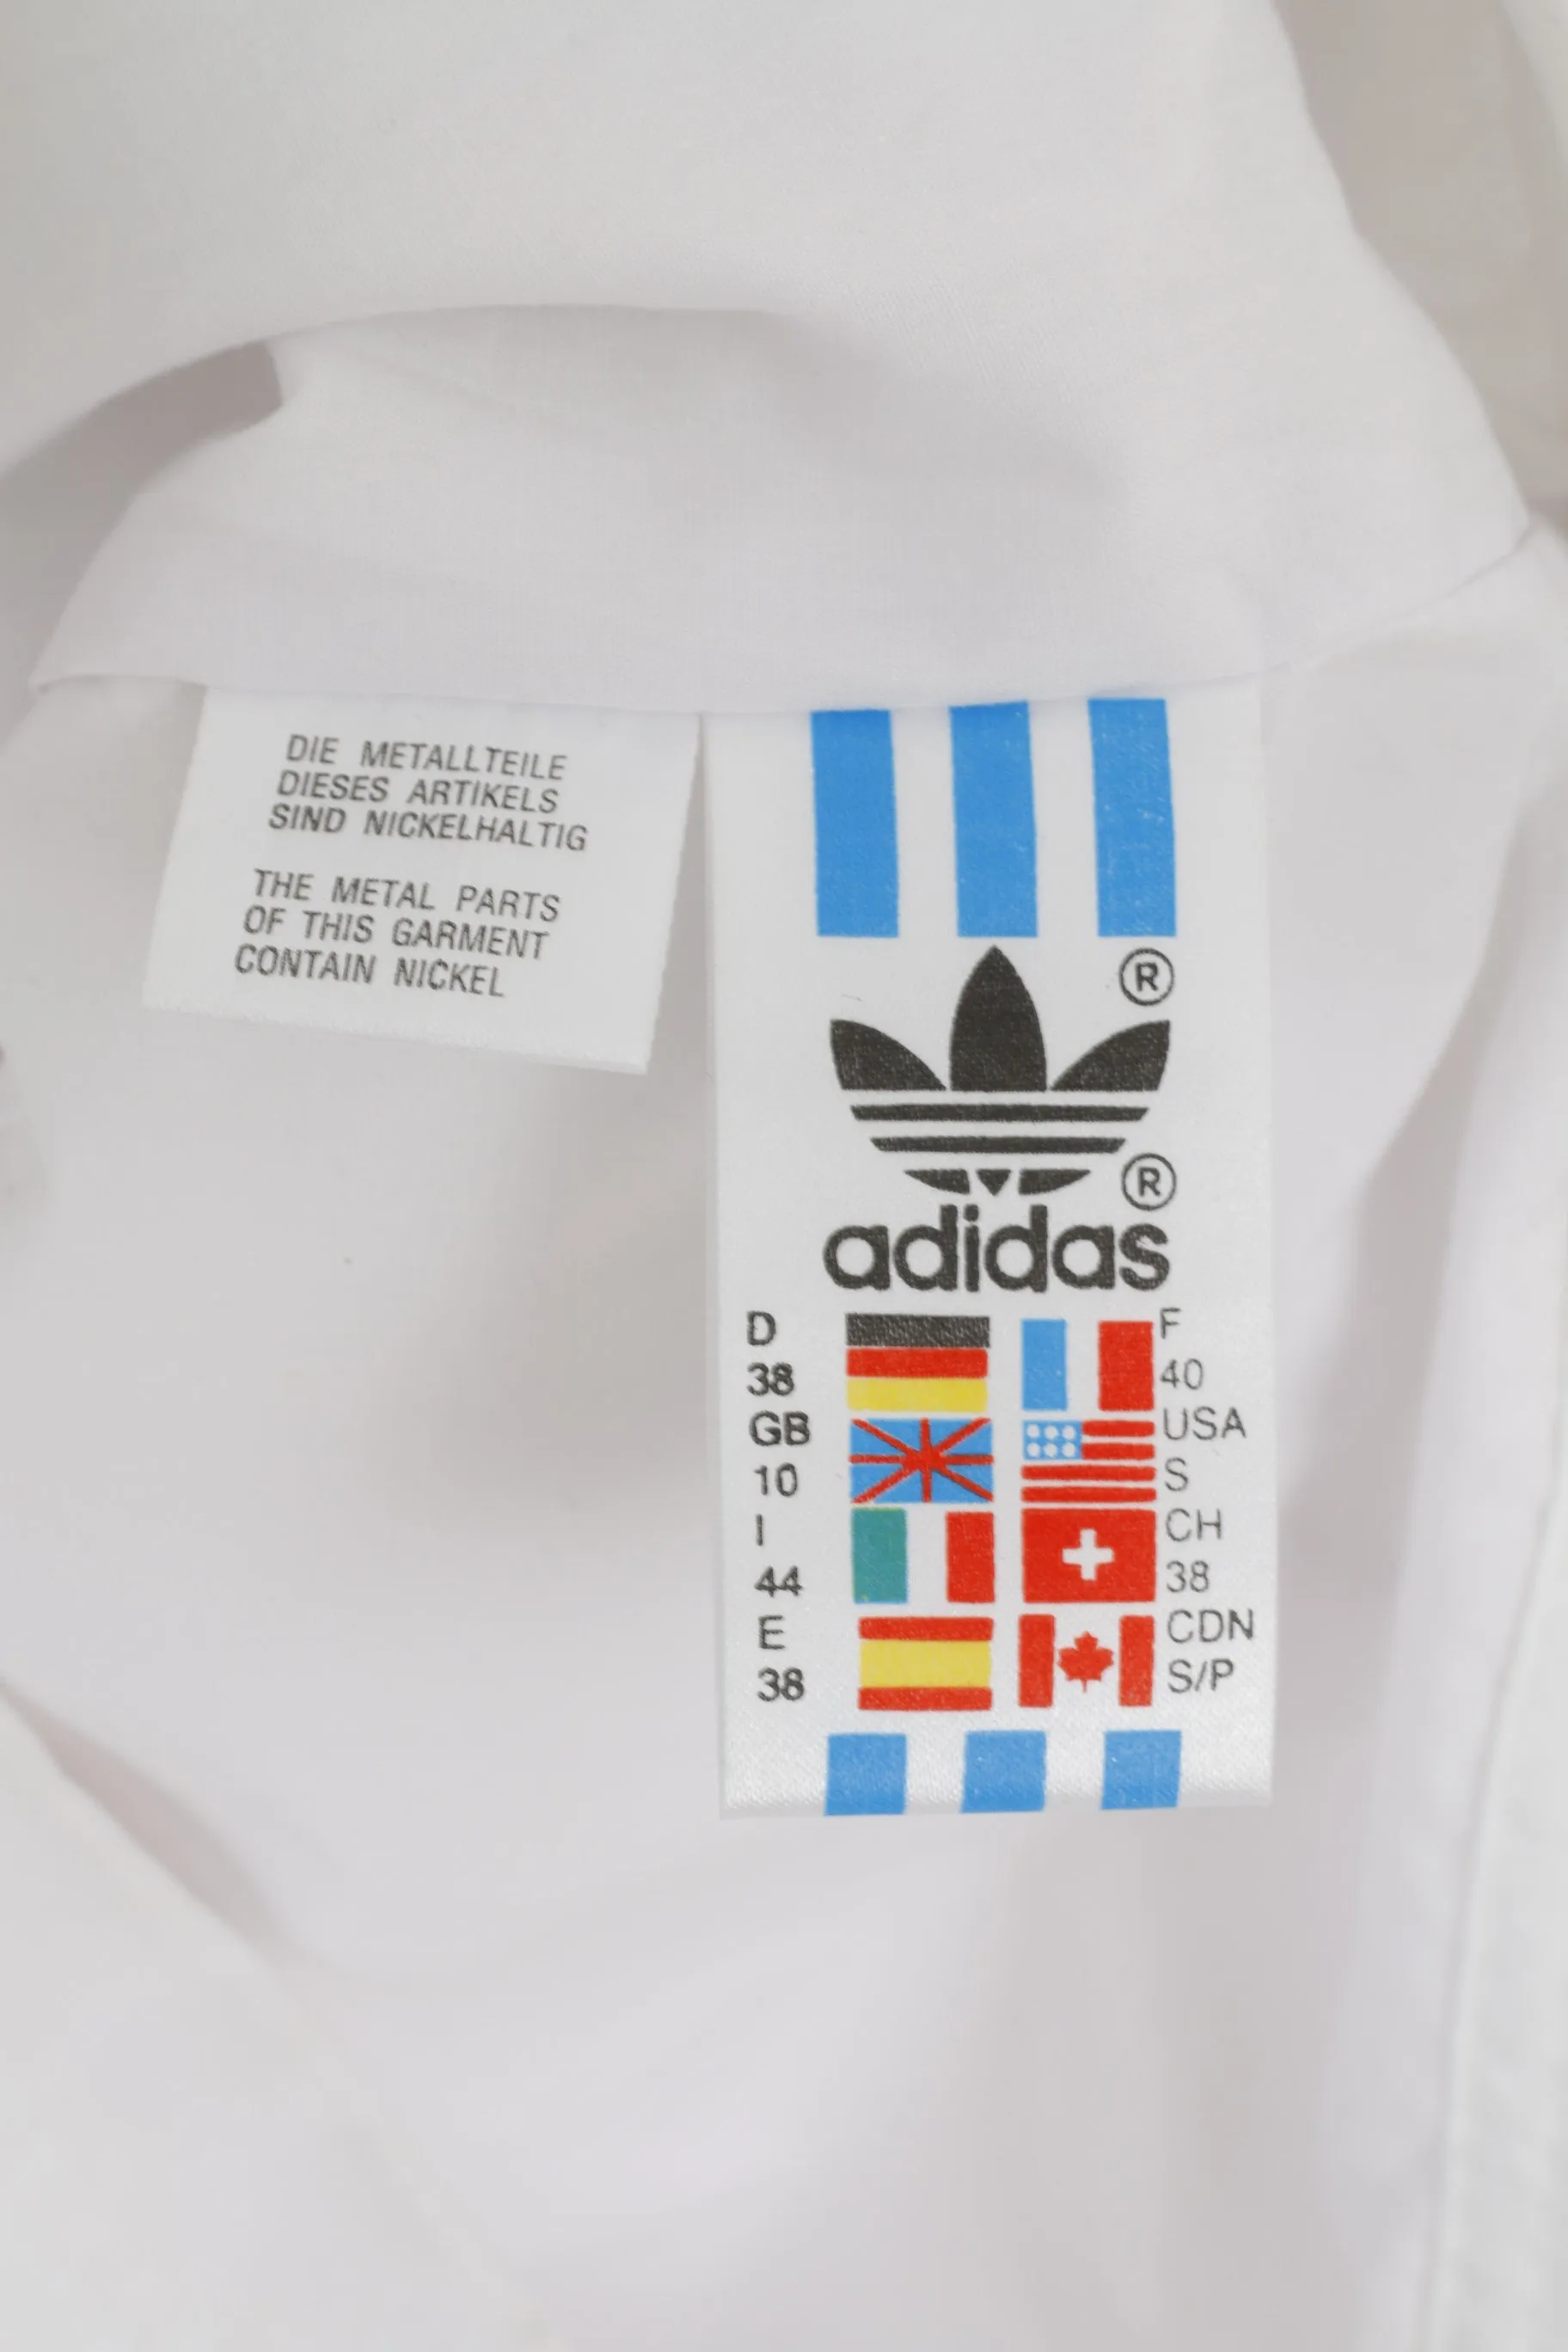 DIE METALLTEILE
DIESES ARTIKELS
SIND NICKELHALTIG
THE METAL PARTS
OF THIS GARMENT
CONTAIN NICKEL
®
®
adidas
D
38
GB
10
I
44
E
38
F
40
USA
S
CH
38
CDN
S/P